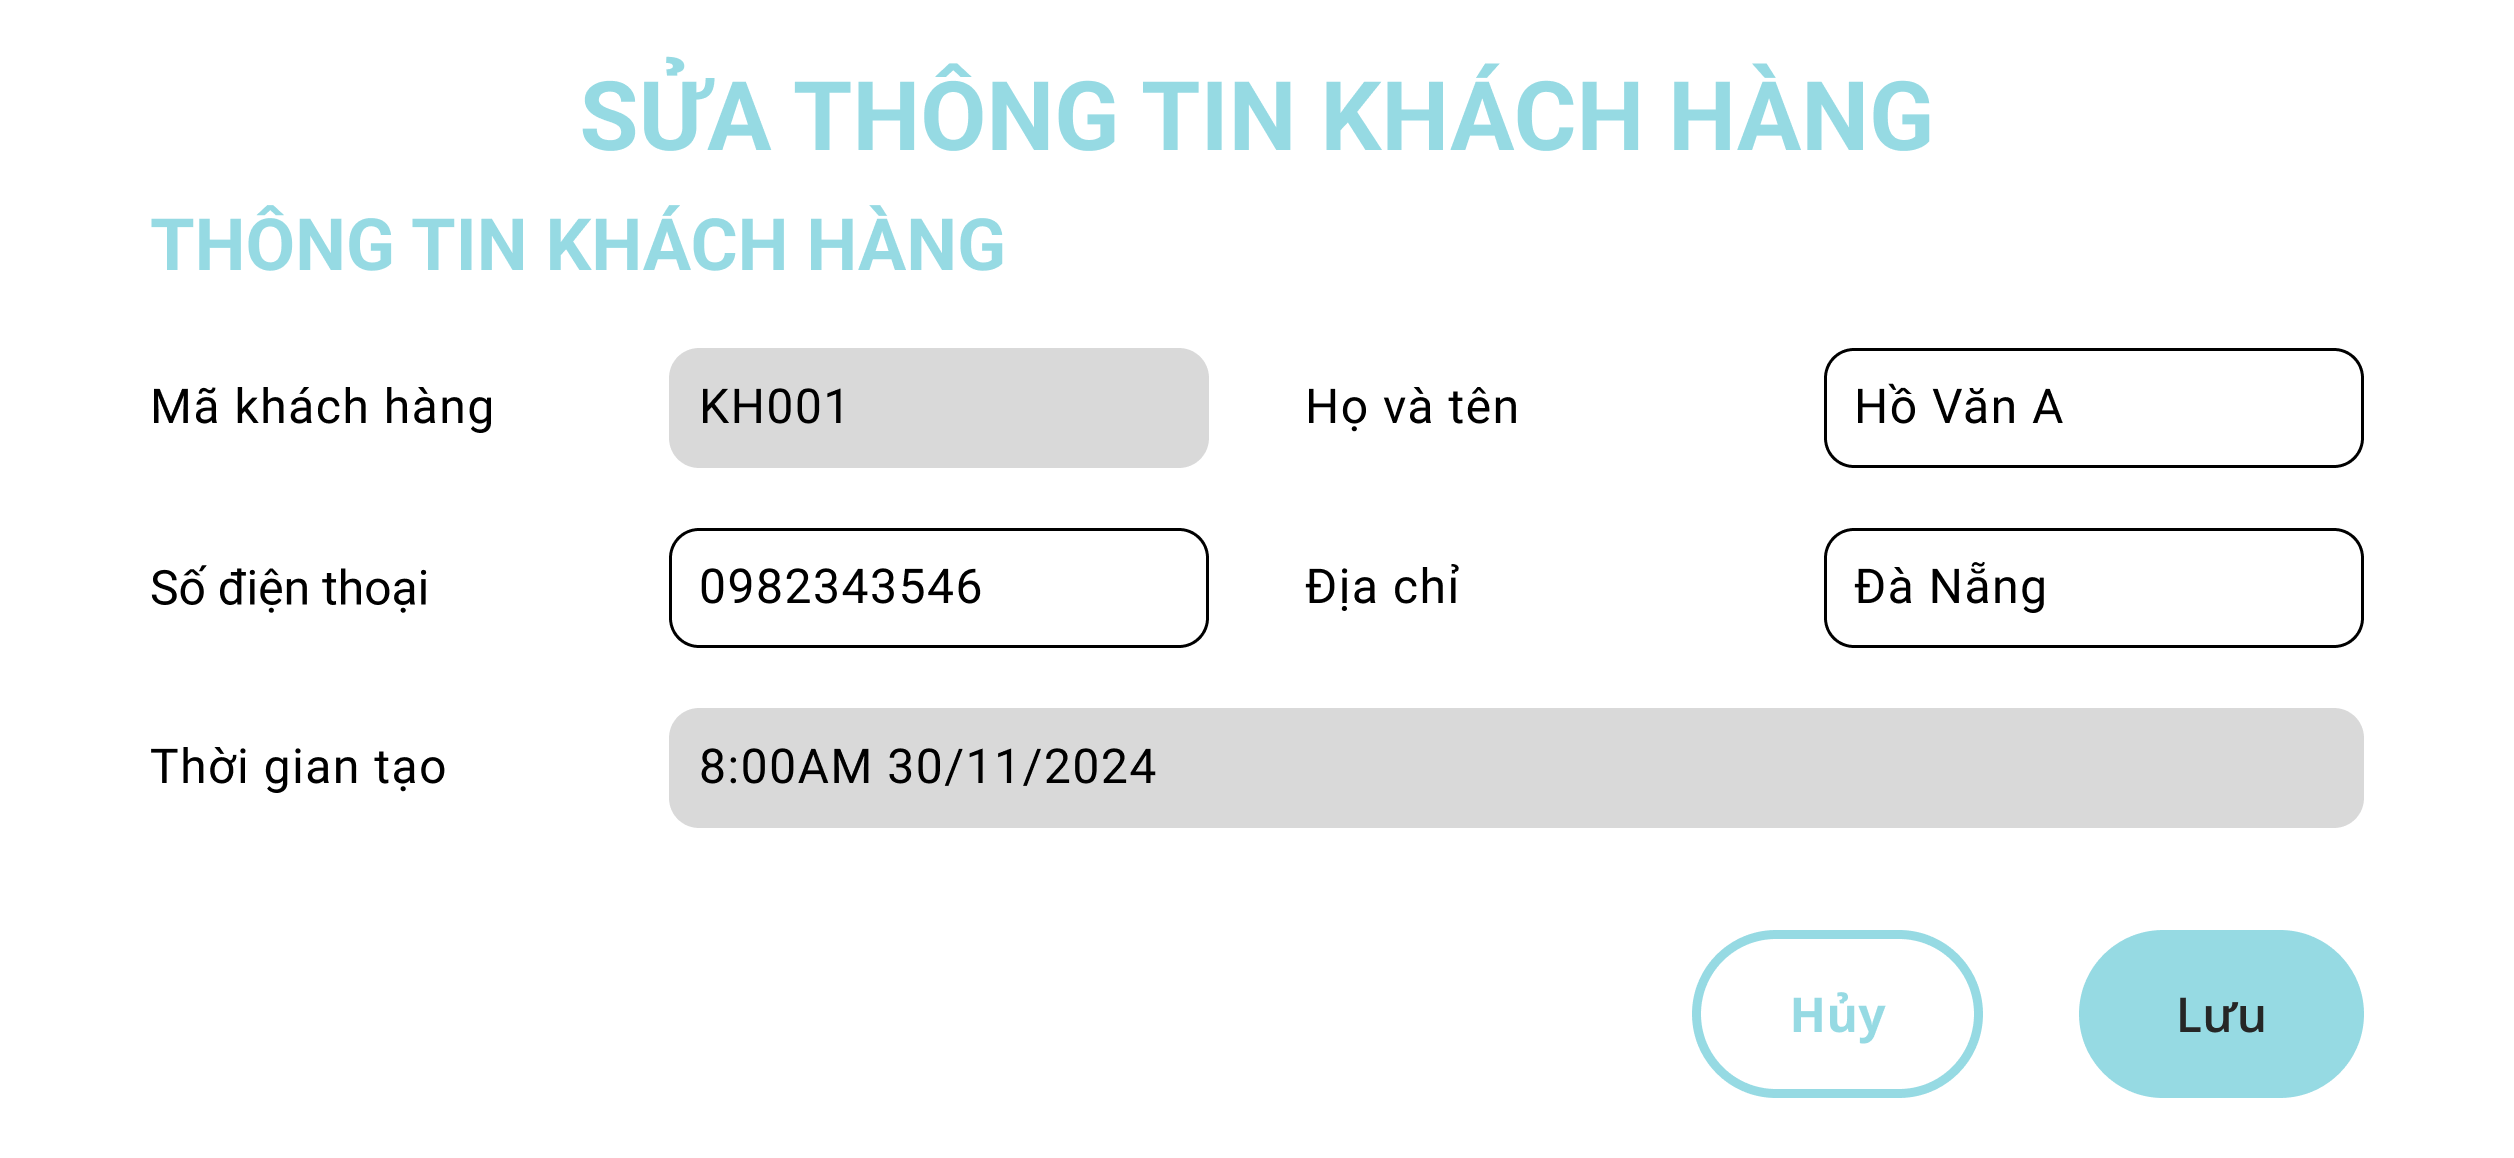 SỬA THÔNG TIN KHÁCH HÀNG
THÔNG TIN KHÁCH HÀNG
Mã khách hàng KH001 Họ và tên Hồ Văn A
Số điện thoại 0982343546 Địa chỉ Đà Nẵng
Thời gian tạo 8:00AM 30/11/2024
Hủy Lưu